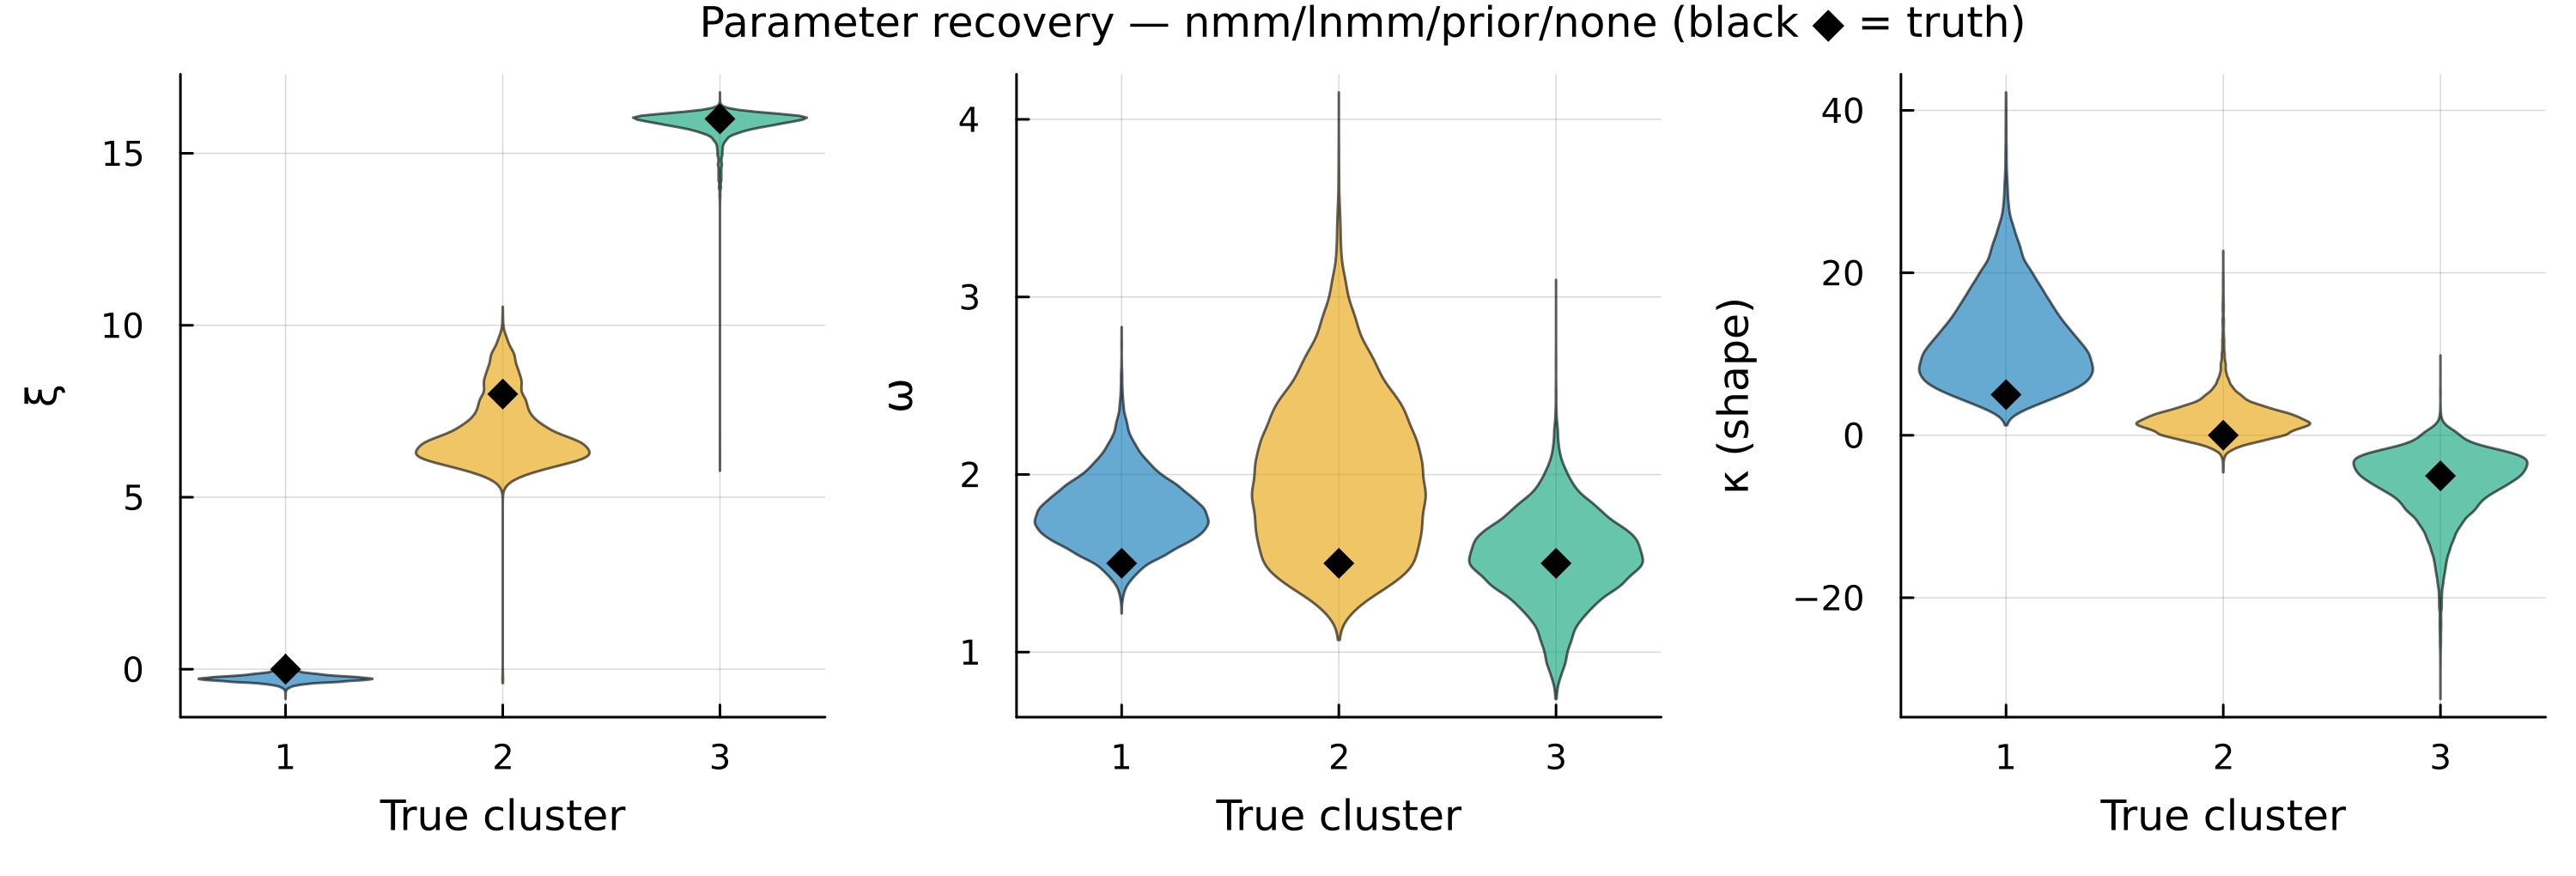 Parameter recovery — nmm/lnmm/prior/none (black ◆ = truth)
ξ
15
10
5
0
1 2 3
True cluster
ω
4
3
2
1
1 2 3
True cluster
κ (shape)
40
20
0
−20
1 2 3
True cluster